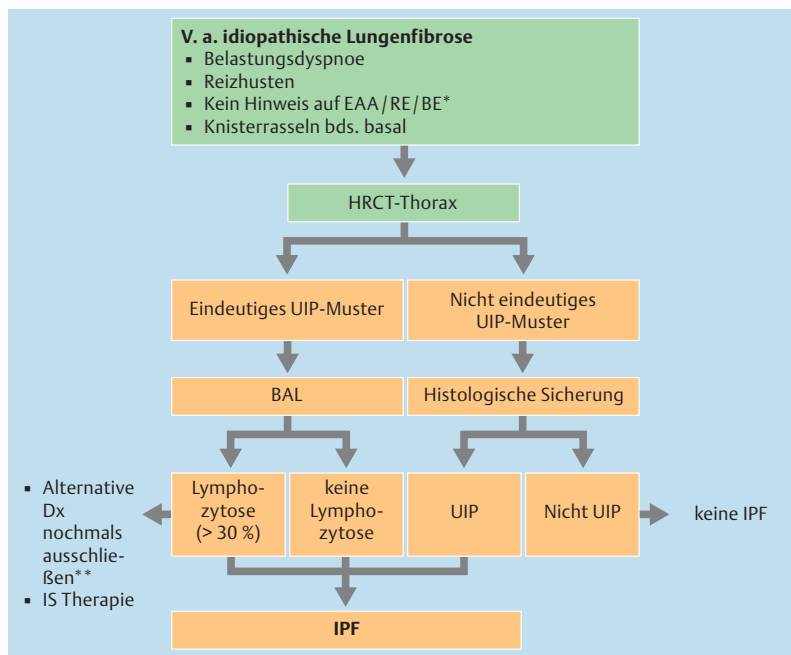 V. a. idiopathische Lungenfibrose
▪ Belastungsdyspnoe
▪ Reizhusten
▪ Kein Hinweis auf EAA/RE/BE*
▪ Knisterrasseln bds. basal
HRCT-Thorax
Eindeutiges UIP-Muster
Nicht eindeutiges
UIP-Muster
BAL
Histologische Sicherung
▪ Alternative
Dx
nochmals
ausschlie-
ßen**
▪ IS Therapie
Lympho-
zytose
(> 30 %)
keine
Lympho-
zytose
UIP
Nicht UIP
keine IPF
IPF